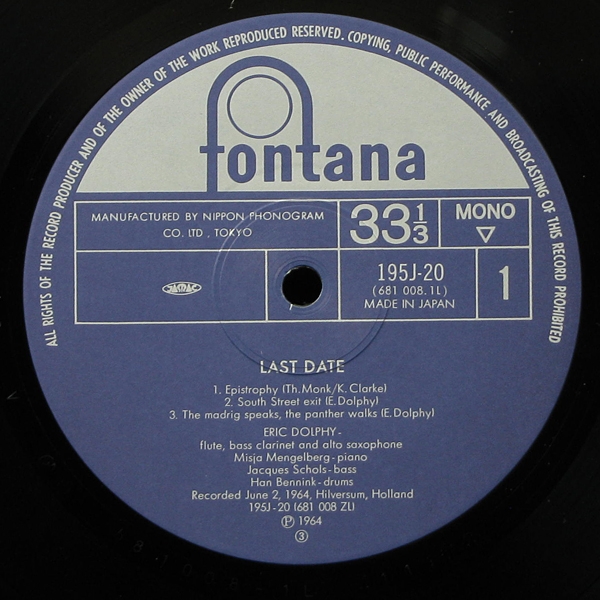 ALL RIGHTS OF THE RECORD PRODUCER AND OF THE OWNER OF THE WORK REPRODUCED RESERVED. COPYING, PUBLIC PERFORMANCE AND BROADCASTING OF THIS RECORD PROHIBITED
fontana
MANUFACTURED BY NIPPON PHONOGRAM
CO. LTD., TOKYO
33 1/3
MONO
▽
JASRAC
195J-20
(681 008.1L)
MADE IN JAPAN
1
LAST DATE
1. Epistrophy (Th.Monk/K.Clarke)
2. South Street exit (E.Dolphy)
3. The madrig speaks, the panther walks (E.Dolphy)
ERIC DOLPHY-
flute, bass clarinet and alto saxophone
Misja Mengelberg-piano
Jacques Schols-bass
Han Bennink-drums
Recorded June 2, 1964, Hilversum, Holland
195J-20 (681 008 ZL)
Ⓟ 1964
③